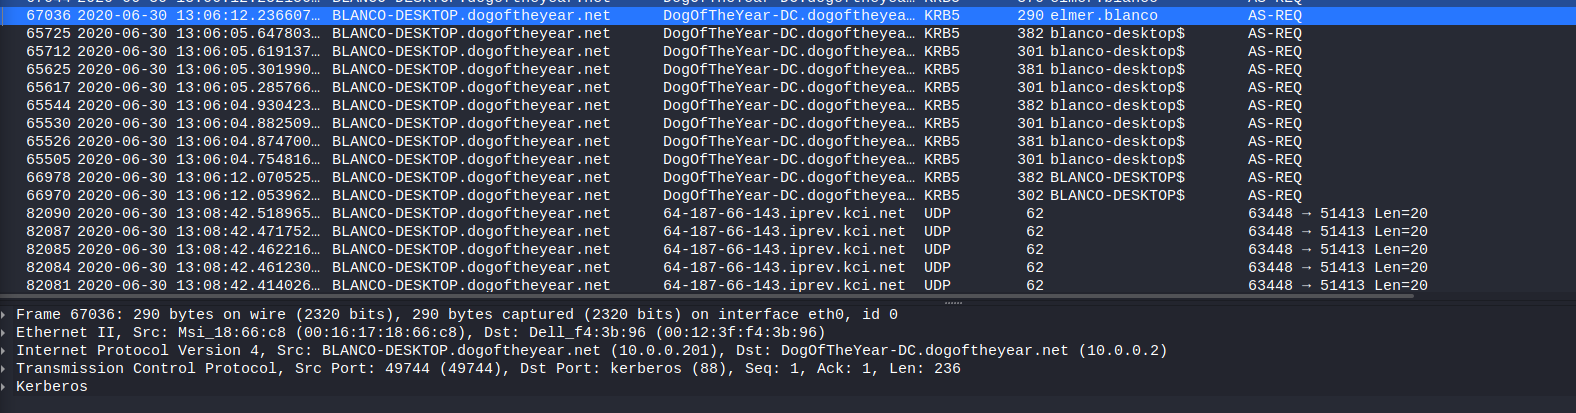 67036 2020-06-30 13:06:12.236607… BLANCO-DESKTOP.dogoftheyear.net DogOfTheYear-DC.dogoftheyea… KRB5 290 elmer.blanco AS-REQ
65725 2020-06-30 13:06:05.647803… BLANCO-DESKTOP.dogoftheyear.net DogOfTheYear-DC.dogoftheyea… KRB5 382 blanco-desktop$ AS-REQ
65712 2020-06-30 13:06:05.619137… BLANCO-DESKTOP.dogoftheyear.net DogOfTheYear-DC.dogoftheyea… KRB5 301 blanco-desktop$ AS-REQ
65625 2020-06-30 13:06:05.301990… BLANCO-DESKTOP.dogoftheyear.net DogOfTheYear-DC.dogoftheyea… KRB5 381 blanco-desktop$ AS-REQ
65617 2020-06-30 13:06:05.285766… BLANCO-DESKTOP.dogoftheyear.net DogOfTheYear-DC.dogoftheyea… KRB5 301 blanco-desktop$ AS-REQ
65544 2020-06-30 13:06:04.930423… BLANCO-DESKTOP.dogoftheyear.net DogOfTheYear-DC.dogoftheyea… KRB5 382 blanco-desktop$ AS-REQ
65530 2020-06-30 13:06:04.882509… BLANCO-DESKTOP.dogoftheyear.net DogOfTheYear-DC.dogoftheyea… KRB5 301 blanco-desktop$ AS-REQ
65526 2020-06-30 13:06:04.874700… BLANCO-DESKTOP.dogoftheyear.net DogOfTheYear-DC.dogoftheyea… KRB5 381 blanco-desktop$ AS-REQ
65505 2020-06-30 13:06:04.754816… BLANCO-DESKTOP.dogoftheyear.net DogOfTheYear-DC.dogoftheyea… KRB5 301 blanco-desktop$ AS-REQ
66978 2020-06-30 13:06:12.070525… BLANCO-DESKTOP.dogoftheyear.net DogOfTheYear-DC.dogoftheyea… KRB5 382 BLANCO-DESKTOP$ AS-REQ
66970 2020-06-30 13:06:12.053962… BLANCO-DESKTOP.dogoftheyear.net DogOfTheYear-DC.dogoftheyea… KRB5 302 BLANCO-DESKTOP$ AS-REQ
82090 2020-06-30 13:08:42.518965… BLANCO-DESKTOP.dogoftheyear.net 64-187-66-143.iprev.kci.net UDP 62 63448 → 51413 Len=20
82087 2020-06-30 13:08:42.471752… BLANCO-DESKTOP.dogoftheyear.net 64-187-66-143.iprev.kci.net UDP 62 63448 → 51413 Len=20
82085 2020-06-30 13:08:42.462216… BLANCO-DESKTOP.dogoftheyear.net 64-187-66-143.iprev.kci.net UDP 62 63448 → 51413 Len=20
82084 2020-06-30 13:08:42.461230… BLANCO-DESKTOP.dogoftheyear.net 64-187-66-143.iprev.kci.net UDP 62 63448 → 51413 Len=20
82081 2020-06-30 13:08:42.414026… BLANCO-DESKTOP.dogoftheyear.net 64-187-66-143.iprev.kci.net UDP 62 63448 → 51413 Len=20
Frame 67036: 290 bytes on wire (2320 bits), 290 bytes captured (2320 bits) on interface eth0, id 0
Ethernet II, Src: Msi_18:66:c8 (00:16:17:18:66:c8), Dst: Dell_f4:3b:96 (00:12:3f:f4:3b:96)
Internet Protocol Version 4, Src: BLANCO-DESKTOP.dogoftheyear.net (10.0.0.201), Dst: DogOfTheYear-DC.dogoftheyear.net (10.0.0.2)
Transmission Control Protocol, Src Port: 49744 (49744), Dst Port: kerberos (88), Seq: 1, Ack: 1, Len: 236
Kerberos